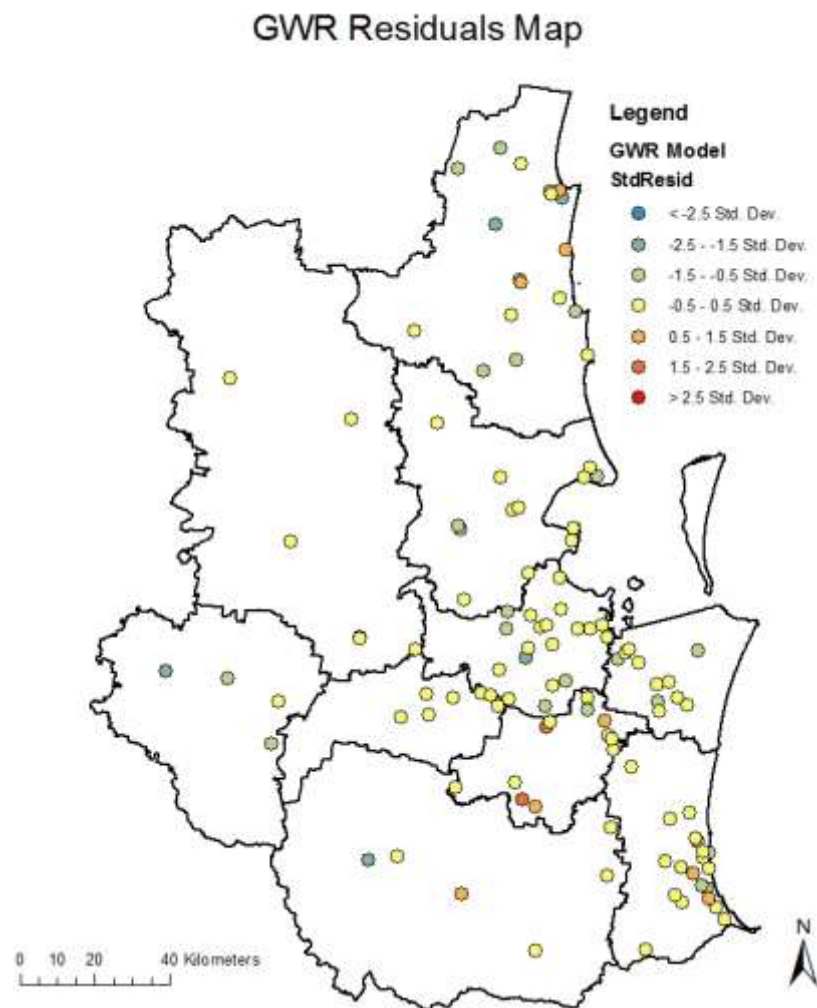 GWR Residuals Map
Legend
GWR Model
StdResid
< -2.5 Std. Dev.
-2.5 - -1.5 Std. Dev.
-1.5 - -0.5 Std. Dev.
-0.5 - 0.5 Std. Dev.
0.5 - 1.5 Std. Dev.
1.5 - 2.5 Std. Dev.
> 2.5 Std. Dev.
N
0 10 20 40 Kilometers